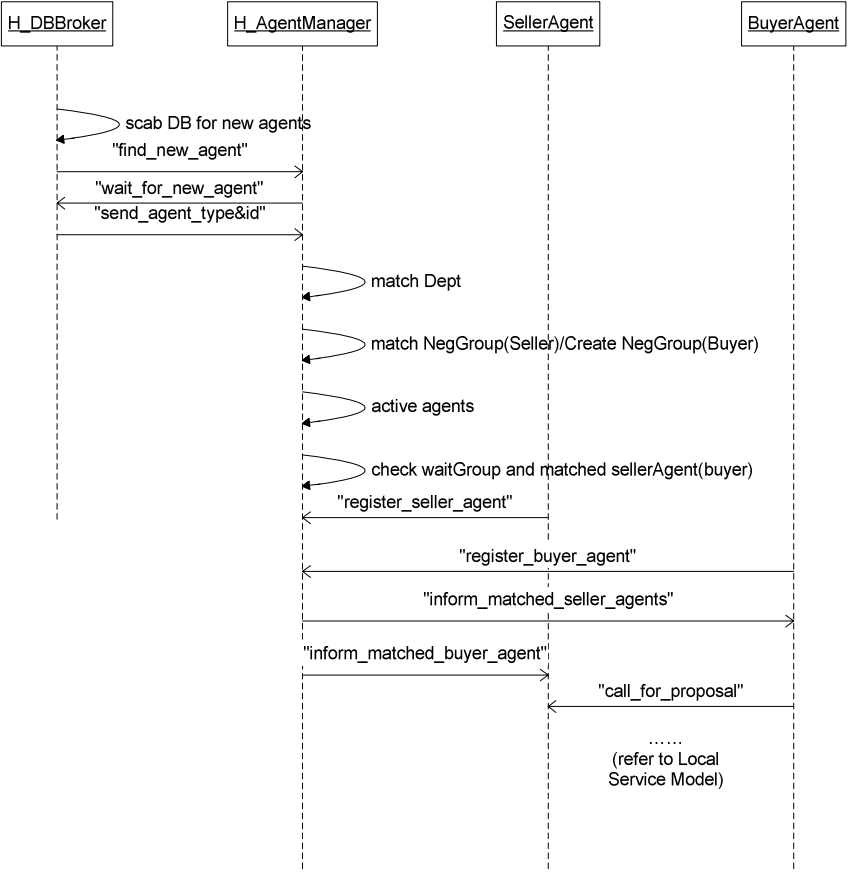 H_DBBroker
H_AgentManager
SellerAgent
BuyerAgent
scab DB for new agents
"find_new_agent"
"wait_for_new_agent"
"send_agent_type&id"
match Dept
match NegGroup(Seller)/Create NegGroup(Buyer)
active agents
check waitGroup and matched sellerAgent(buyer)
"register_seller_agent"
"register_buyer_agent"
"inform_matched_seller_agents"
"inform_matched_buyer_agent"
"call_for_proposal"
……
(refer to Local
Service Model)